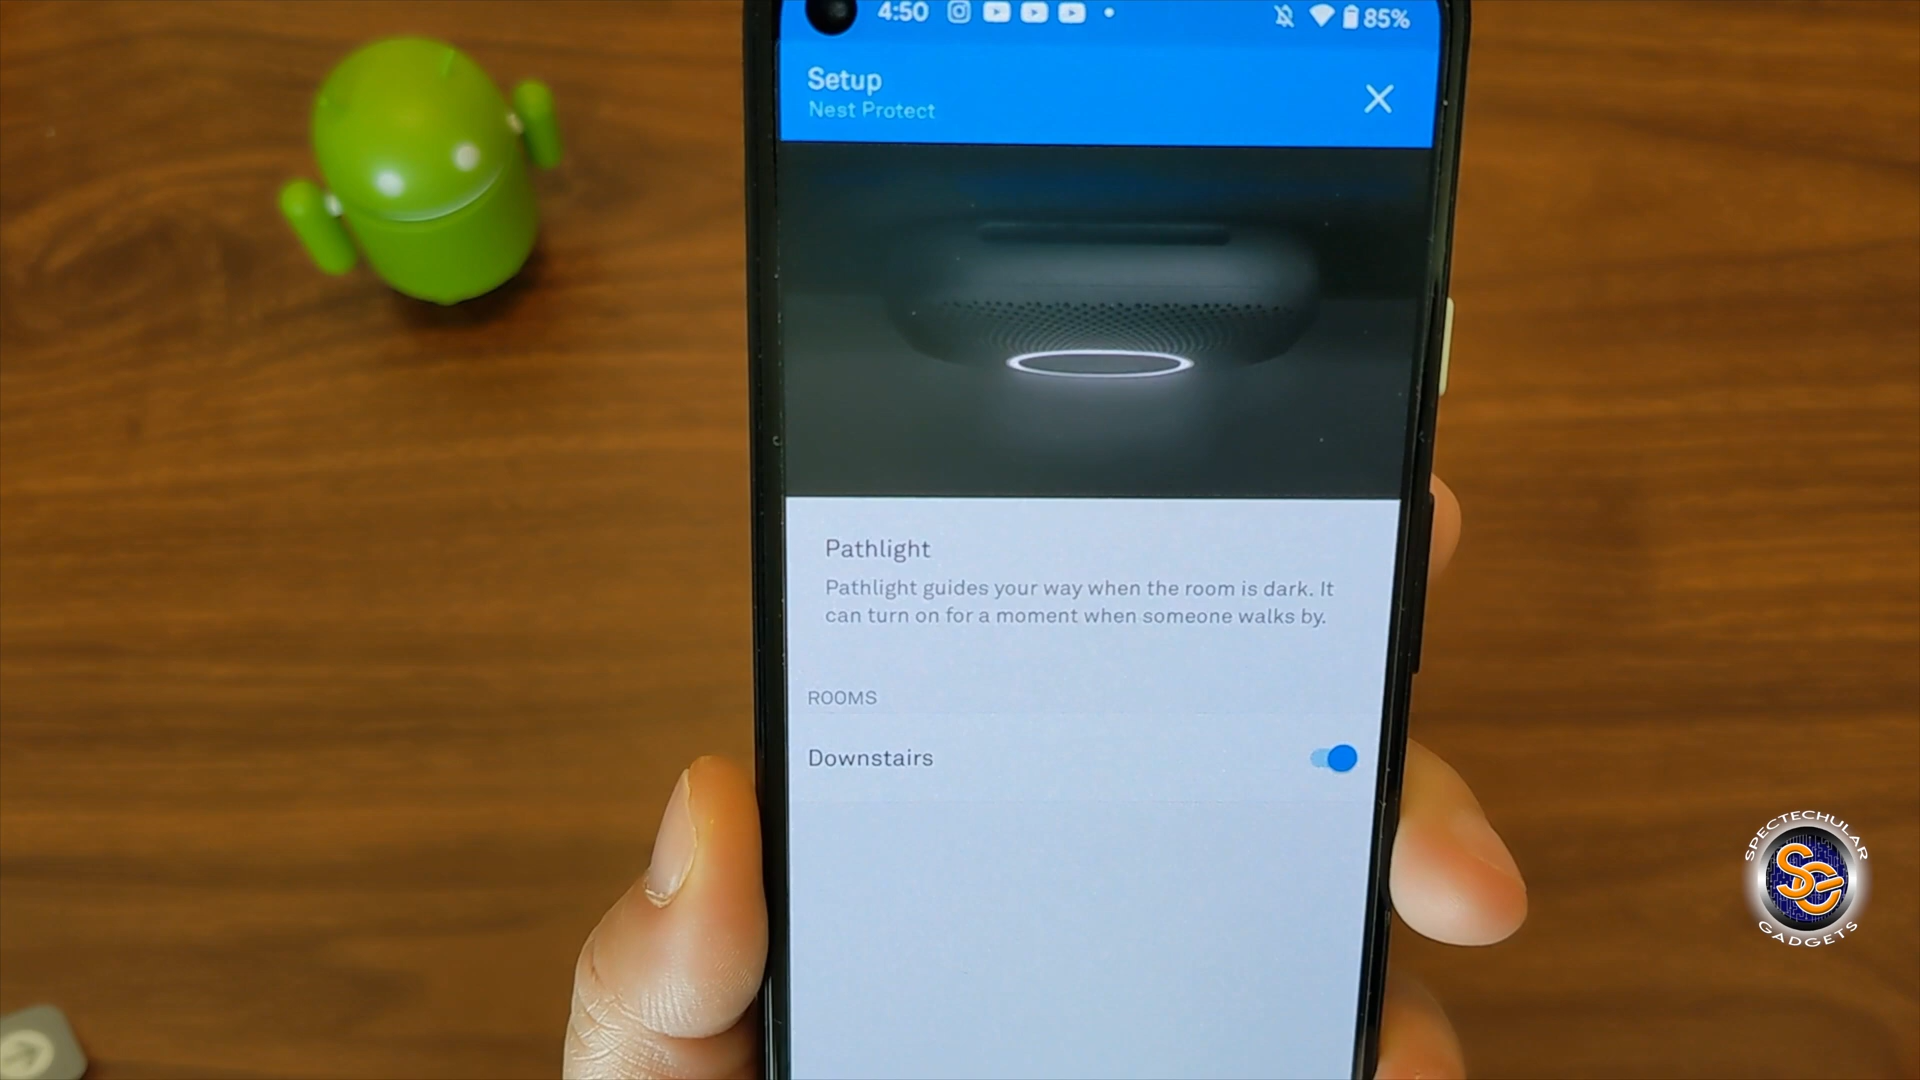 4:50
85%
Setup
Nest Protect
Pathlight
Pathlight guides your way when the room is dark. It
can turn on for a moment when someone walks by.
ROOMS
Downstairs
SPECTECHULAR
SG
GADGETS